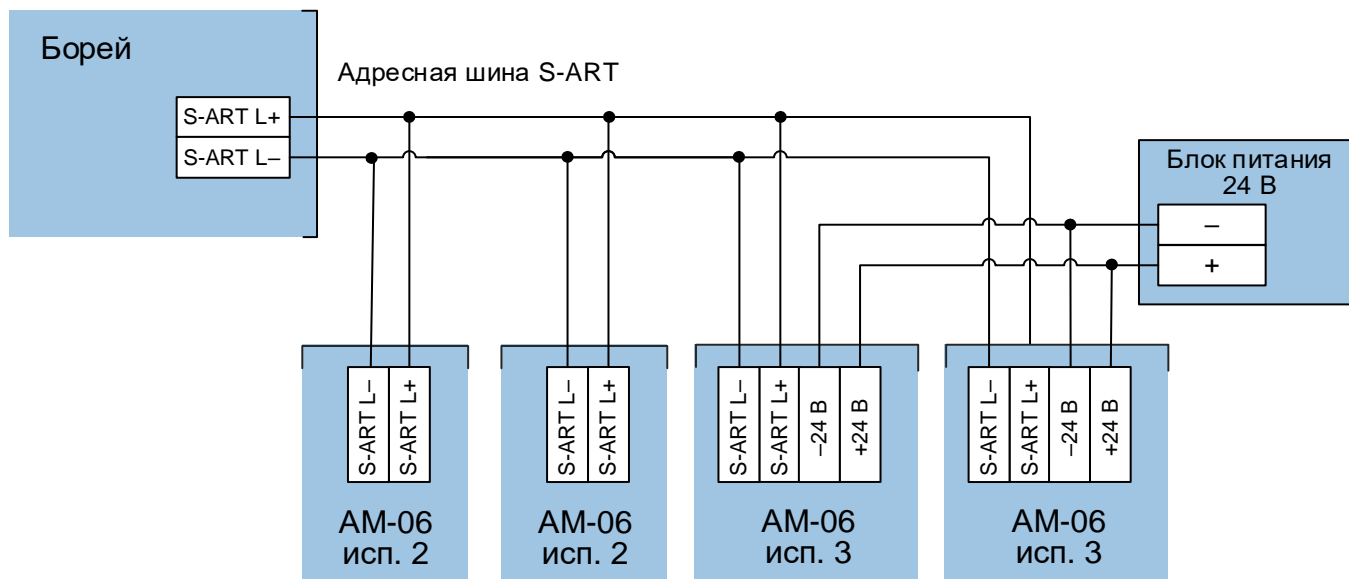 Борей
Адресная шина S-ART
S-ART L+
S-ART L–
Блок питания
24 В
–
+
S-ART L–
S-ART L+
S-ART L–
S-ART L+
S-ART L–
S-ART L+
–24 В
+24 В
S-ART L–
S-ART L+
–24 В
+24 В
АМ-06
исп. 2
АМ-06
исп. 2
АМ-06
исп. 3
АМ-06
исп. 3